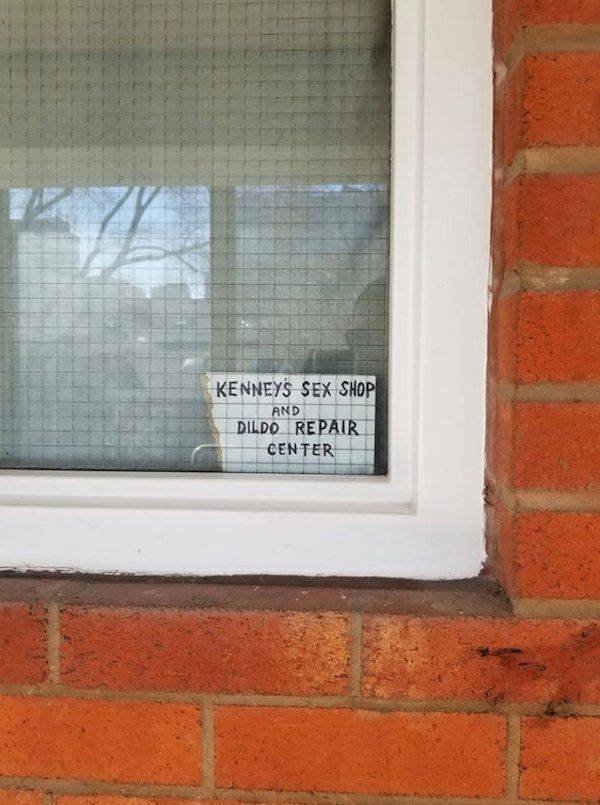 KENNEY'S SEX SHOP
AND
DILDO REPAIR
CENTER